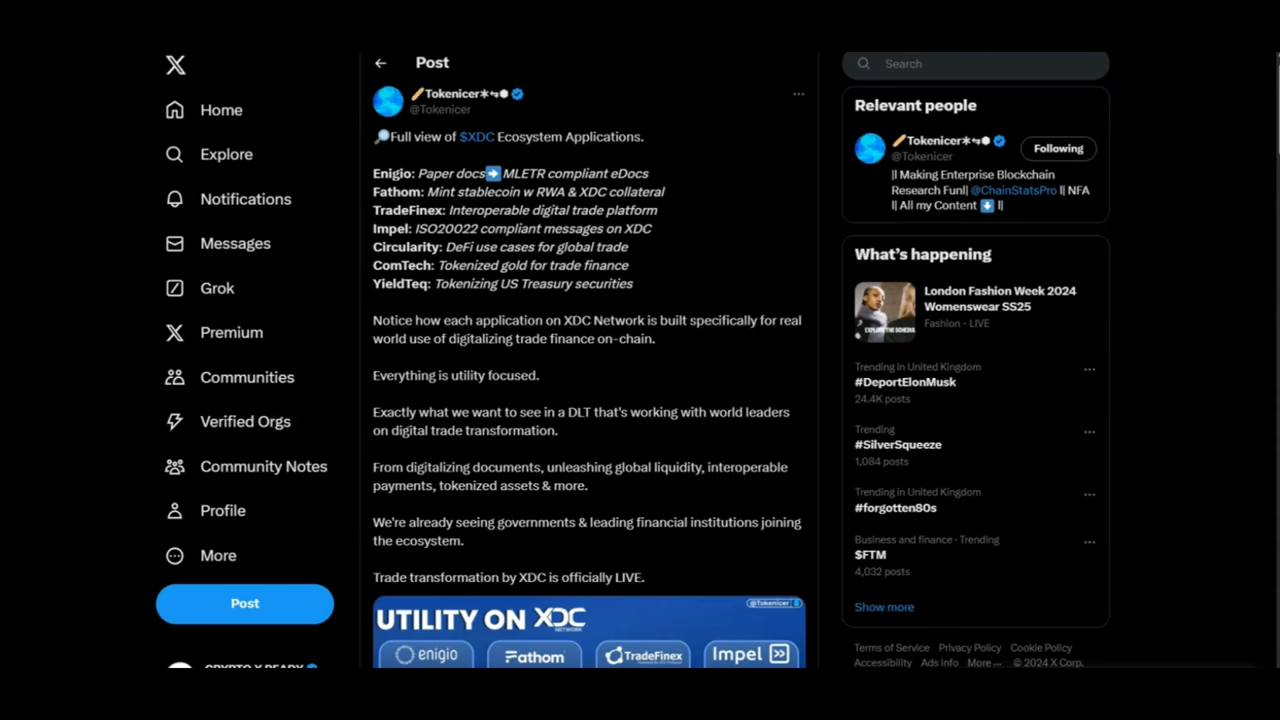 Home
Explore
Notifications
Messages
Grok
Premium
Communities
Verified Orgs
Community Notes
Profile
More
Post
CRYPTO X READY
Post
Tokenicer
@Tokenicer
🔎Full view of $XDC Ecosystem Applications.
Enigio: Paper docs➡️MLETR compliant eDocs
Fathom: Mint stablecoin w RWA & XDC collateral
TradeFinex: Interoperable digital trade platform
Impel: ISO20022 compliant messages on XDC
Circularity: DeFi use cases for global trade
ComTech: Tokenized gold for trade finance
YieldTeq: Tokenizing US Treasury securities
Notice how each application on XDC Network is built specifically for real
world use of digitalizing trade finance on-chain.
Everything is utility focused.
Exactly what we want to see in a DLT that's working with world leaders
on digital trade transformation.
From digitalizing documents, unleashing global liquidity, interoperable
payments, tokenized assets & more.
We're already seeing governments & leading financial institutions joining
the ecosystem.
Trade transformation by XDC is officially LIVE.
@Tokenicer
UTILITY ON XDC
NETWORK
enigio
Fathom
TradeFinex
Impel
Search
Relevant people
Tokenicer
@Tokenicer
Following
|| Making Enterprise Blockchain
Research Fun|| @ChainStatsPro || NFA
|| All my Content ⬇️ ||
What's happening
London Fashion Week 2024
Womenswear SS25
Fashion · LIVE
Trending in United Kingdom
#DeportElonMusk
24.4K posts
Trending
#SilverSqueeze
1,084 posts
Trending in United Kingdom
#forgotten80s
Business and finance · Trending
$FTM
4,032 posts
Show more
Terms of Service Privacy Policy Cookie Policy
Accessibility Ads info More ··· © 2024 X Corp.